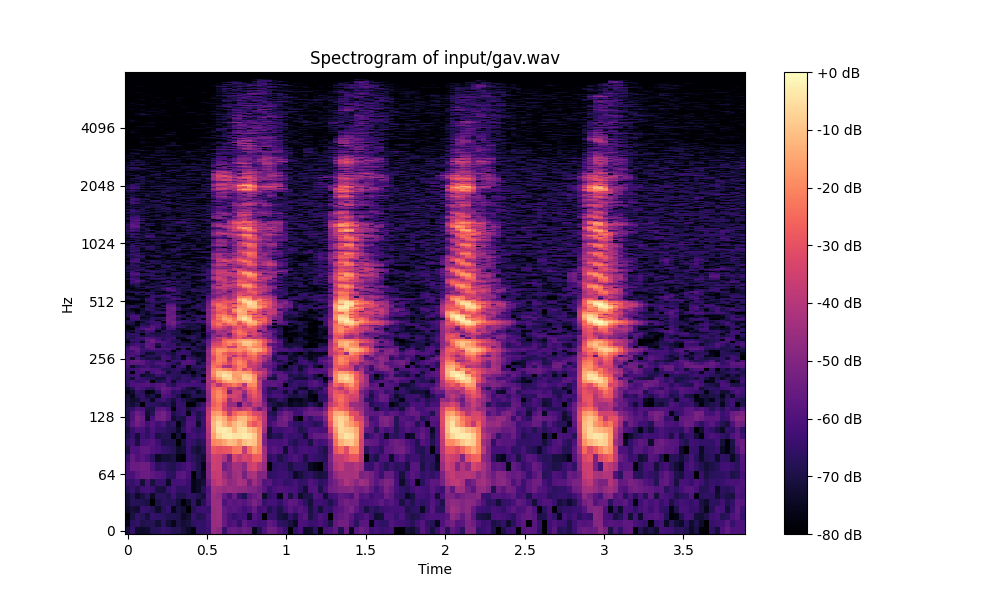 Spectrogram of input/gav.wav
Hz
4096
2048
1024
512
256
128
64
0
0 0.5 1 1.5 2 2.5 3 3.5
Time
+0 dB
-10 dB
-20 dB
-30 dB
-40 dB
-50 dB
-60 dB
-70 dB
-80 dB